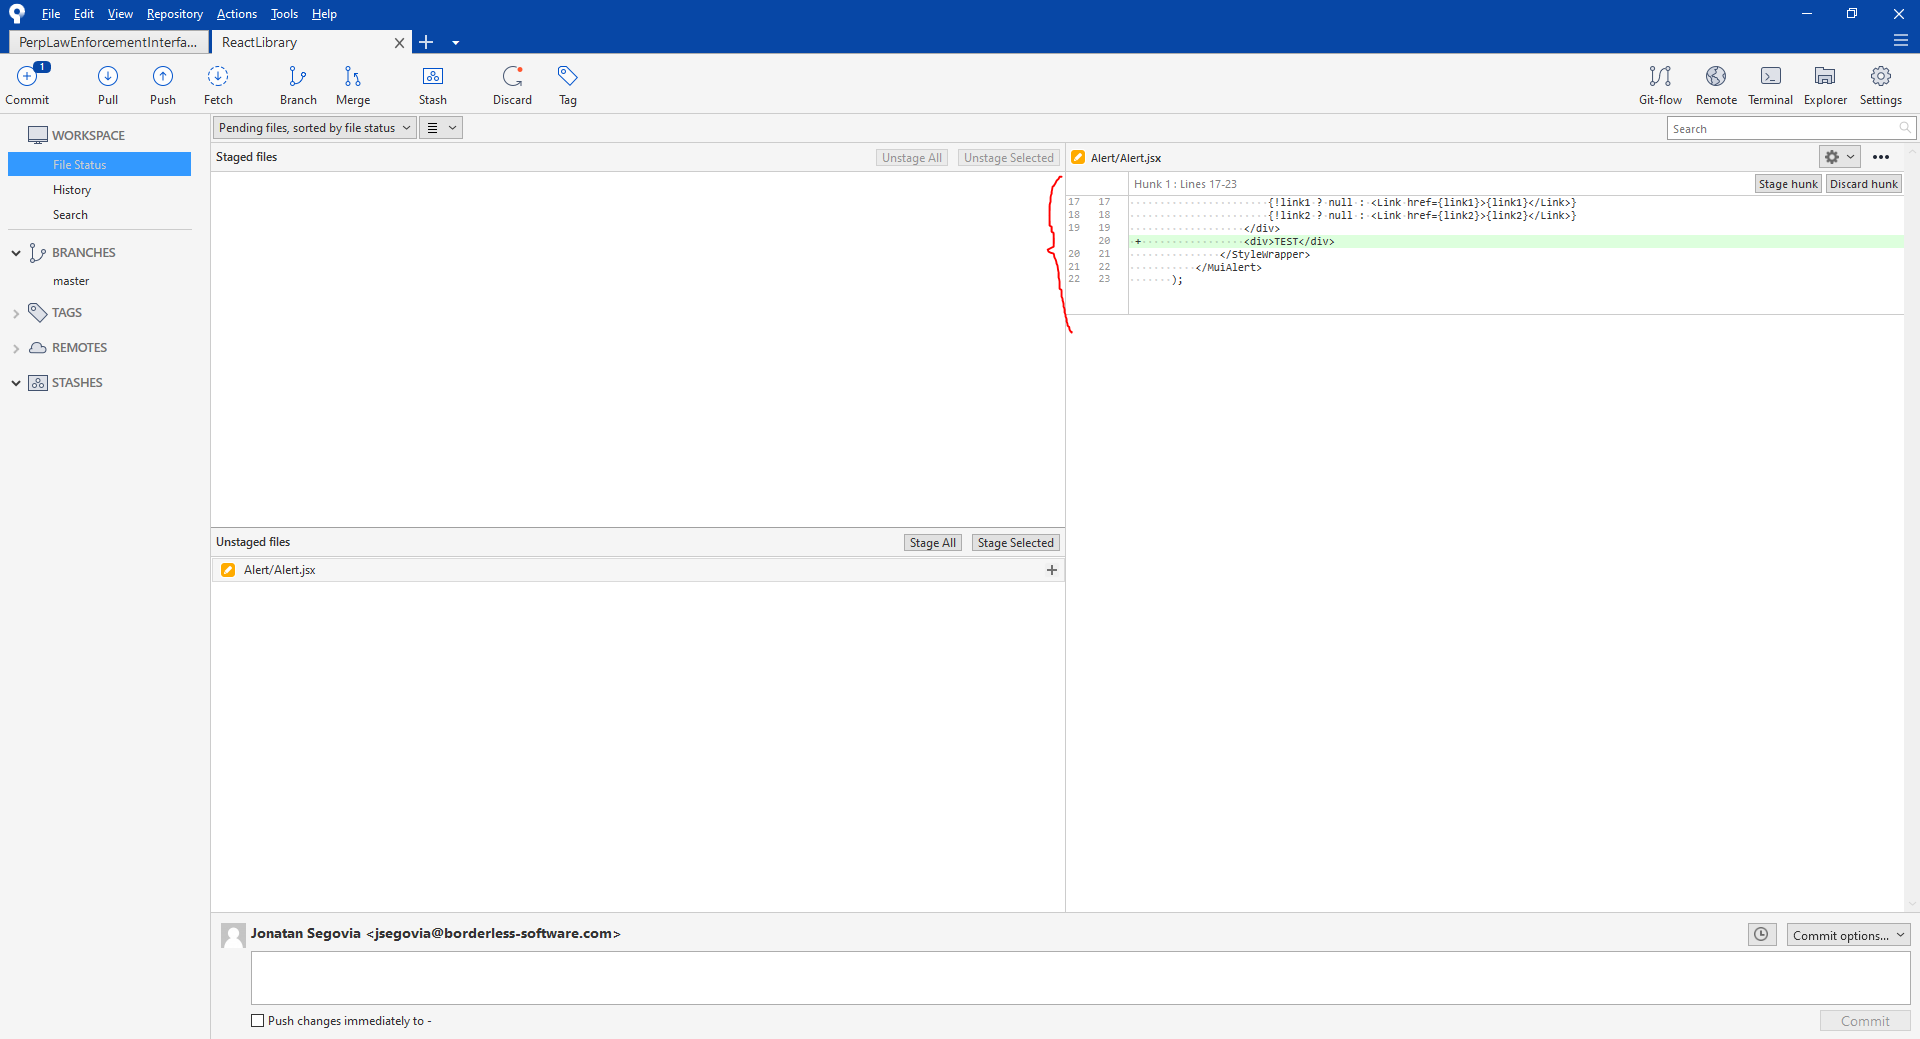 File Edit View Repository Actions Tools Help
PerpLawEnforcementInterfa... ReactLibrary
1
Commit Pull Push Fetch Branch Merge Stash Discard Tag Git-flow Remote Terminal Explorer Settings
WORKSPACE
File Status
History
Search
BRANCHES
master
TAGS
REMOTES
STASHES
Pending files, sorted by file status
Search
Staged files Unstage All Unstage Selected
Unstaged files Stage All Stage Selected
Alert/Alert.jsx
Alert/Alert.jsx
Hunk 1 : Lines 17-23 Stage hunk Discard hunk
17 17 {!link1 ? null : <Link href={link1}>{link1}</Link>}
18 18 {!link2 ? null : <Link href={link2}>{link2}</Link>}
19 19 </div>
20 + <div>TEST</div>
20 21 </StyleWrapper>
21 22 </MuiAlert>
22 23 );
Jonatan Segovia <jsegovia@borderless-software.com> Commit options...
Push changes immediately to - Commit